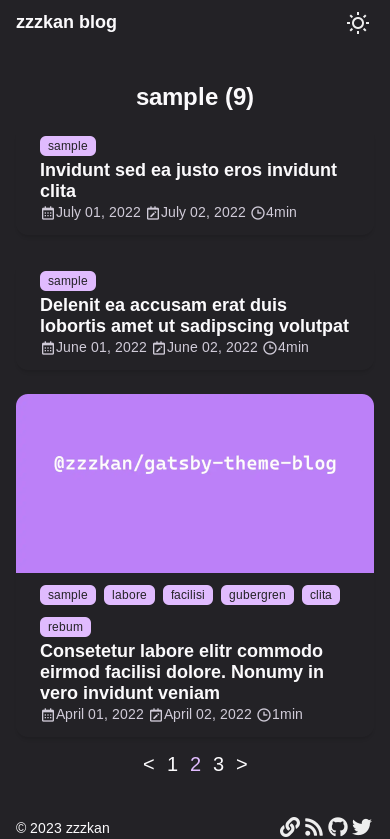 zzzkan blog
sample (9)
sample
Invidunt sed ea justo eros invidunt
clita
July 01, 2022 July 02, 2022 4min
sample
Delenit ea accusam erat duis
lobortis amet ut sadipscing volutpat
June 01, 2022 June 02, 2022 4min
@zzzkan/gatsby-theme-blog
sample labore facilisi gubergren clita
rebum
Consetetur labore elitr commodo
eirmod facilisi dolore. Nonumy in
vero invidunt veniam
April 01, 2022 April 02, 2022 1min
< 1 2 3 >
© 2023 zzzkan